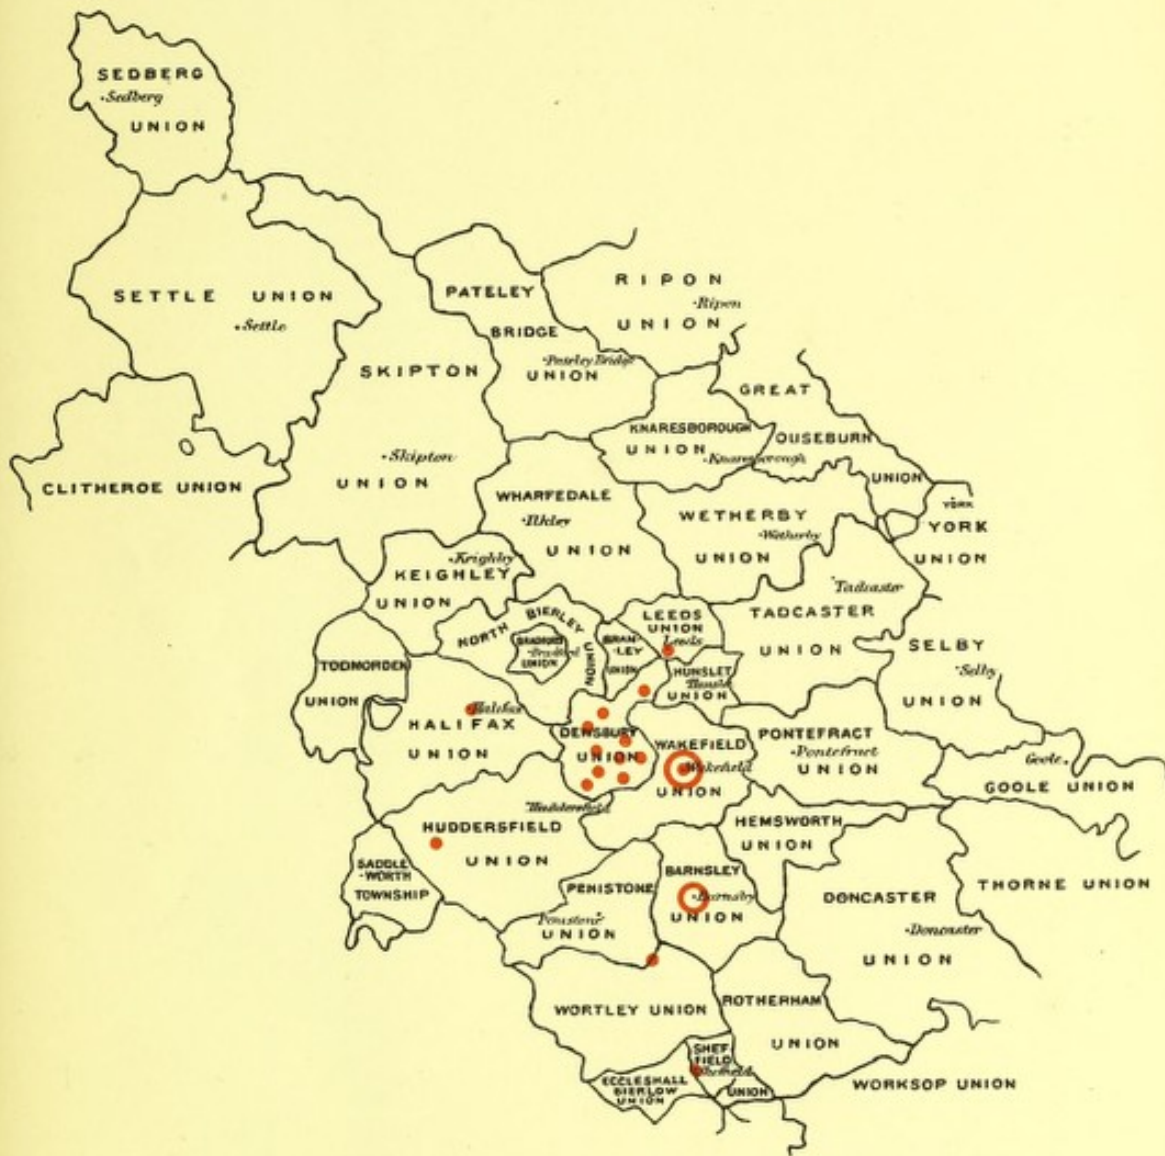 SEDBERG
Sedberg
UNION
SETTLE UNION
Settle
RIPON
Ripon
UNION
PATELEY
BRIDGE
Pateley Bridge
UNION
SKIPTON
Skipton
UNION
GREAT
OUSEBURN
UNION
KNARESBOROUGH
UNION
Knaresborough
CLITHEROE UNION
WHARFEDALE
Ilkley
UNION
WETHERBY
Wetherby
UNION
YORK
YORK
UNION
Keighley
KEIGHLEY
UNION
Tadcaster
TADCASTER
UNION
NORTH BIERLEY UNION
BRADFORD
Bradford
UNION
BRAM-
LEY
UNION
LEEDS
UNION
Leeds
HUNSLET
UNION
SELBY
Selby
UNION
TODMORDEN
UNION
Halifax
HALIFAX
UNION
DEWSBURY
UNION
WAKEFIELD
Wakefield
UNION
PONTEFRACT
Pontefract
UNION
Goole
GOOLE UNION
Huddersfield
HUDDERSFIELD
UNION
HEMSWORTH
UNION
SADDLE
-WORTH
TOWNSHIP
PENISTONE
UNION
BARNSLEY
Barnsley
UNION
DONCASTER
Doncaster
UNION
THORNE UNION
WORTLEY UNION
ROTHERHAM
UNION
SHEF-
FIELD
Sheffield
UNION
ECCLESHALL
BIERLOW
UNION
WORKSOP UNION